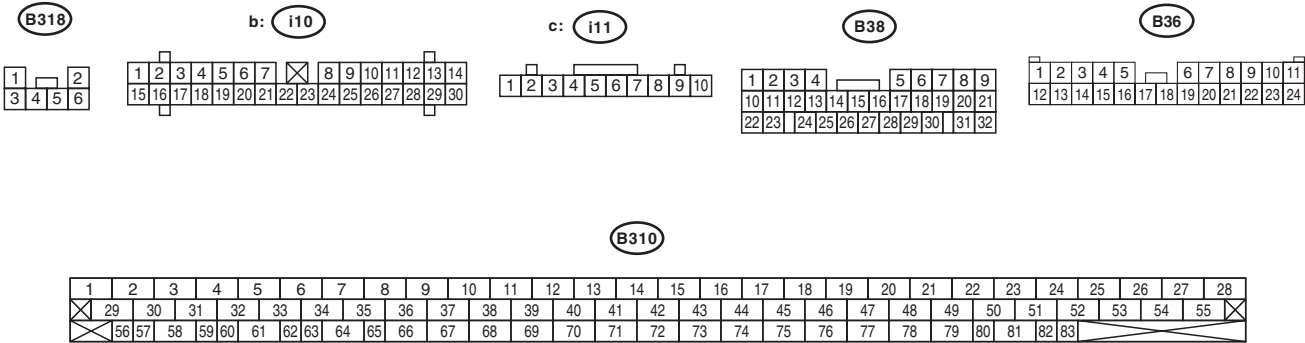 B318
1 2
3 4 5 6
b: i10
1 2 3 4 5 6 7 8 9 10 11 12 13 14
15 16 17 18 19 20 21 22 23 24 25 26 27 28 29 30
c: i11
1 2 3 4 5 6 7 8 9 10
B38
1 2 3 4 5 6 7 8 9
10 11 12 13 14 15 16 17 18 19 20 21
22 23 24 25 26 27 28 29 30 31 32
B36
1 2 3 4 5 6 7 8 9 10 11
12 13 14 15 16 17 18 19 20 21 22 23 24
B310
1 2 3 4 5 6 7 8 9 10 11 12 13 14 15 16 17 18 19 20 21 22 23 24 25 26 27 28
29 30 31 32 33 34 35 36 37 38 39 40 41 42 43 44 45 46 47 48 49 50 51 52 53 54 55
56 57 58 59 60 61 62 63 64 65 66 67 68 69 70 71 72 73 74 75 76 77 78 79 80 81 82 83